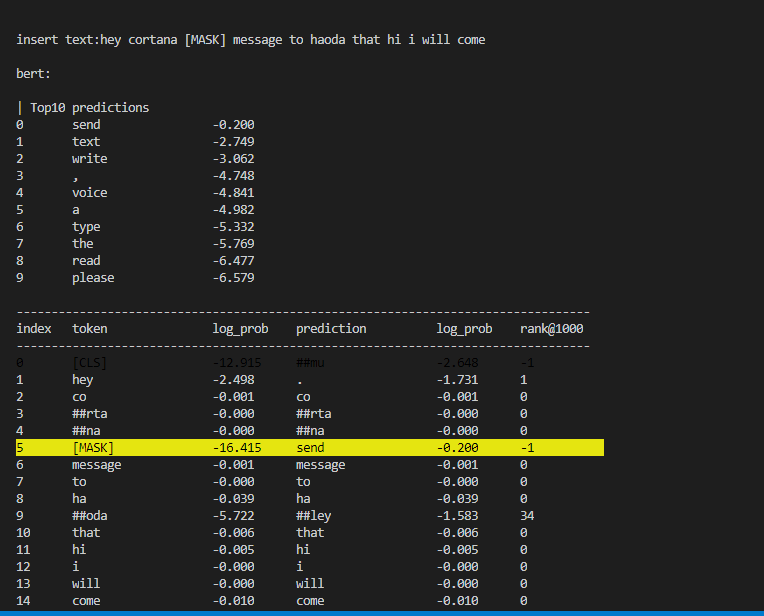 insert text:hey cortana [MASK] message to haoda that hi i will come
bert:
| Top10 predictions
0 send -0.200
1 text -2.749
2 write -3.062
3 , -4.748
4 voice -4.841
5 a -4.982
6 type -5.332
7 the -5.769
8 read -6.477
9 please -6.579
----------------------------------------------------------------------------------
index token log_prob prediction log_prob rank@1000
----------------------------------------------------------------------------------
0 [CLS] -12.915 ##mu -2.648 -1
1 hey -2.498 . -1.731 1
2 co -0.001 co -0.001 0
3 ##rta -0.000 ##rta -0.000 0
4 ##na -0.000 ##na -0.000 0
5 [MASK] -16.415 send -0.200 -1
6 message -0.001 message -0.001 0
7 to -0.000 to -0.000 0
8 ha -0.039 ha -0.039 0
9 ##oda -5.722 ##ley -1.583 34
10 that -0.006 that -0.006 0
11 hi -0.005 hi -0.005 0
12 i -0.000 i -0.000 0
13 will -0.000 will -0.000 0
14 come -0.010 come -0.010 0